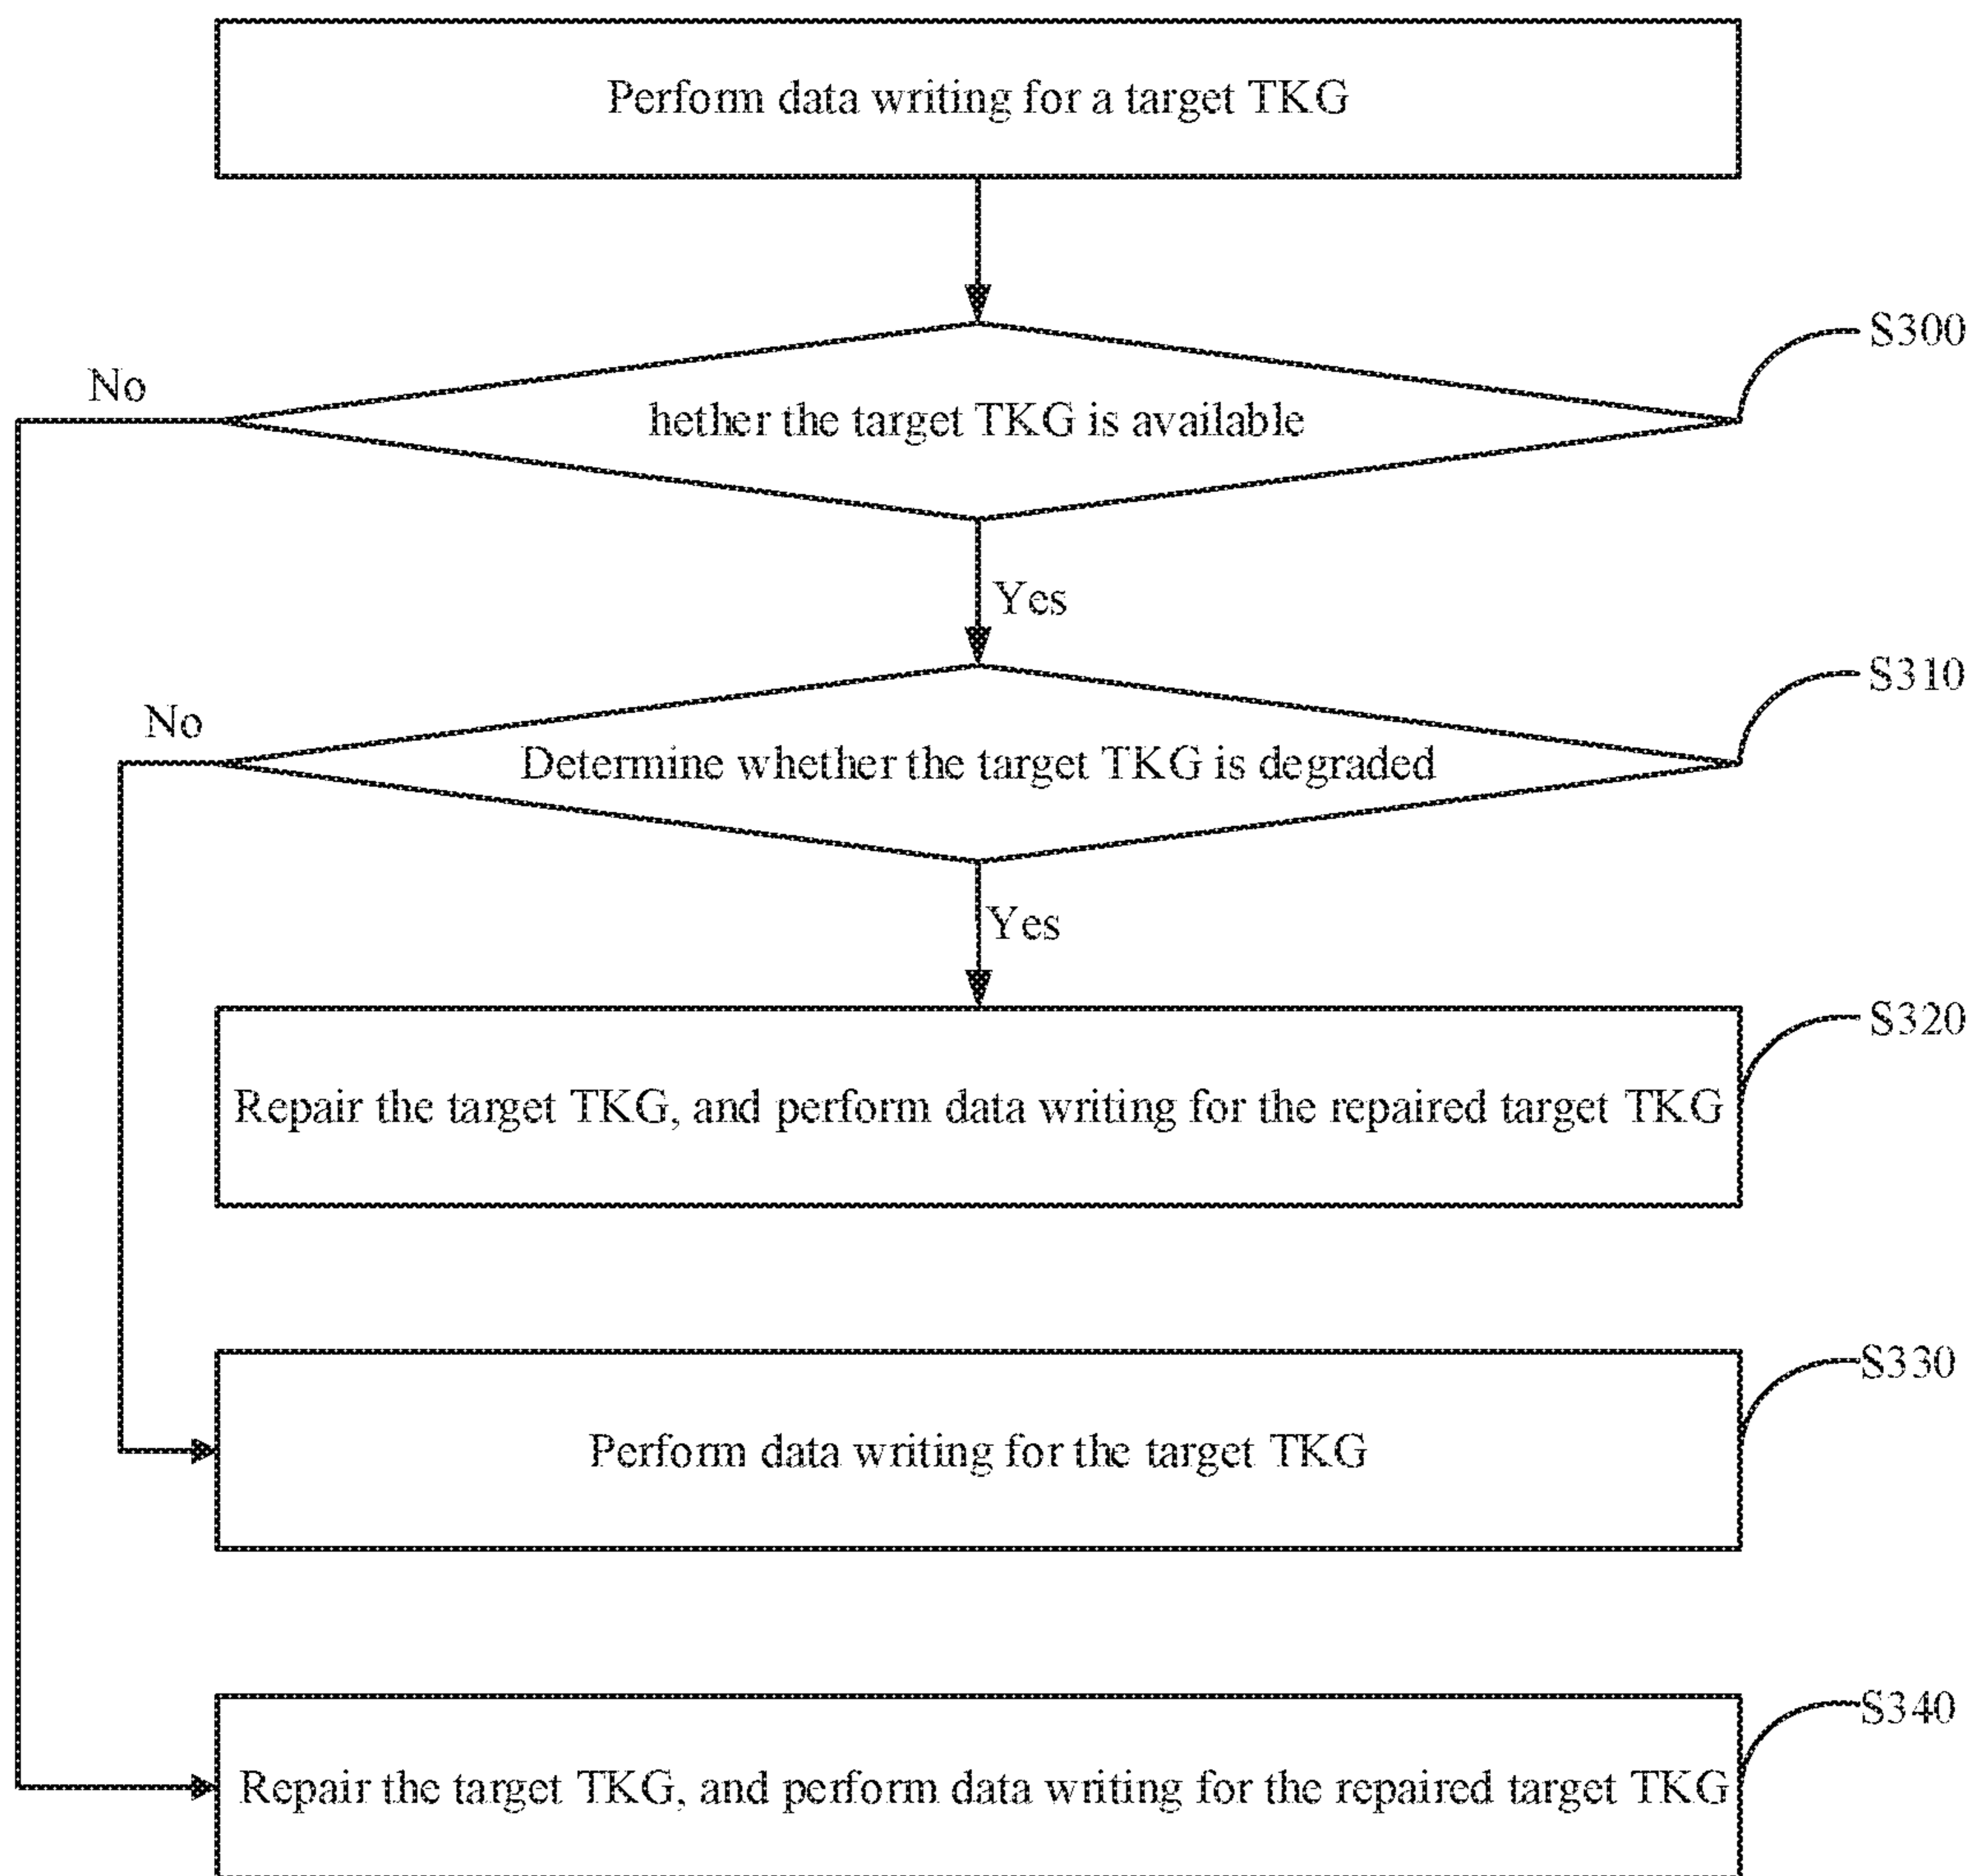 Perform data writing for a target TKG
S300
No
hether the target TKG is available
Yes
S310
No
Determine whether the target TKG is degraded
Yes
S320
Repair the target TKG, and perform data writing for the repaired target TKG
S330
Perform data writing for the target TKG
S340
Repair the target TKG, and perform data writing for the repaired target TKG